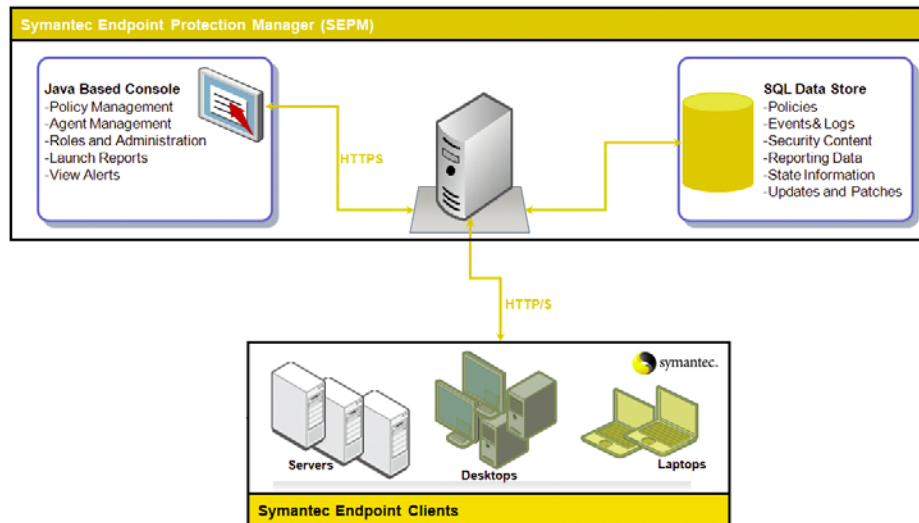 Symantec Endpoint Protection Manager (SEPM)
Java Based Console
-Policy Management
-Agent Management
-Roles and Administration
-Launch Reports
-View Alerts
HTTPS
SQL Data Store
-Policies
-Events& Logs
-Security Content
-Reporting Data
-State Information
-Updates and Patches
HTTP/S
symantec.
Servers
Desktops
Laptops
Symantec Endpoint Clients